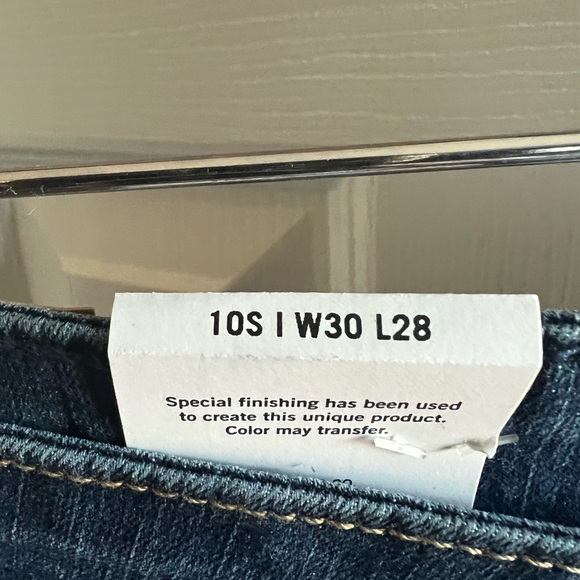 10S | W30 L28
Special finishing has been used
to create this unique product.
Color may transfer.